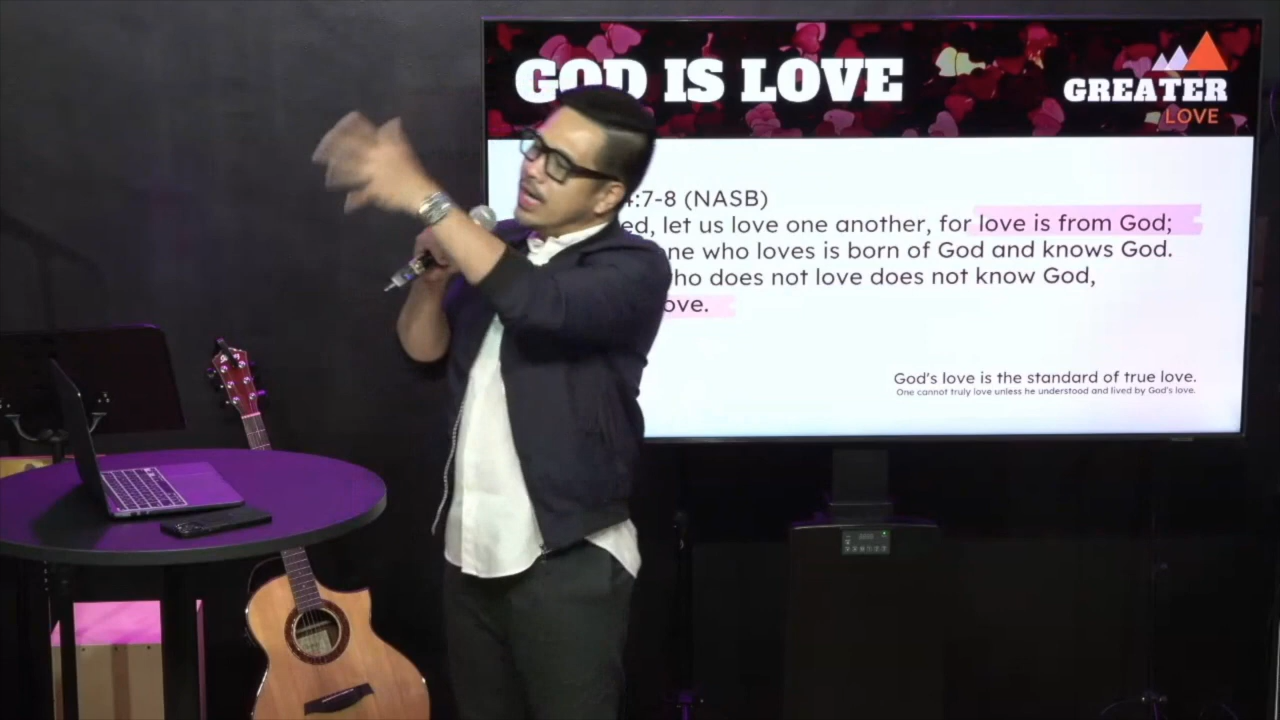 GOD IS LOVE
GREATER
LOVE
4:7-8 (NASB)
ed, let us love one another, for love is from God;
ne who loves is born of God and knows God.
ho does not love does not know God,
ove.
God's love is the standard of true love.
One cannot truly love unless he understood and lived by God's love.